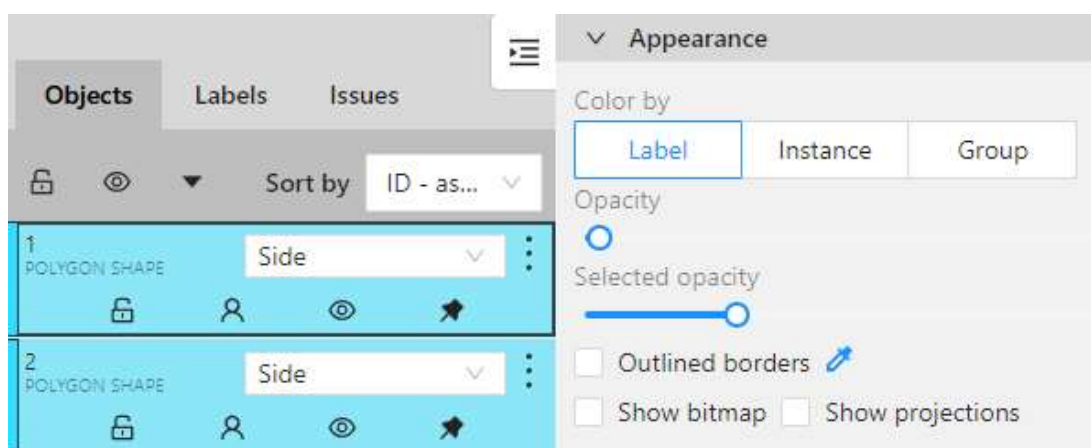 Objects Labels Issues
Sort by ID - as...
1
POLYGON SHAPE
Side
2
POLYGON SHAPE
Side
Appearance
Color by
Label Instance Group
Opacity
Selected opacity
Outlined borders
Show bitmap Show projections